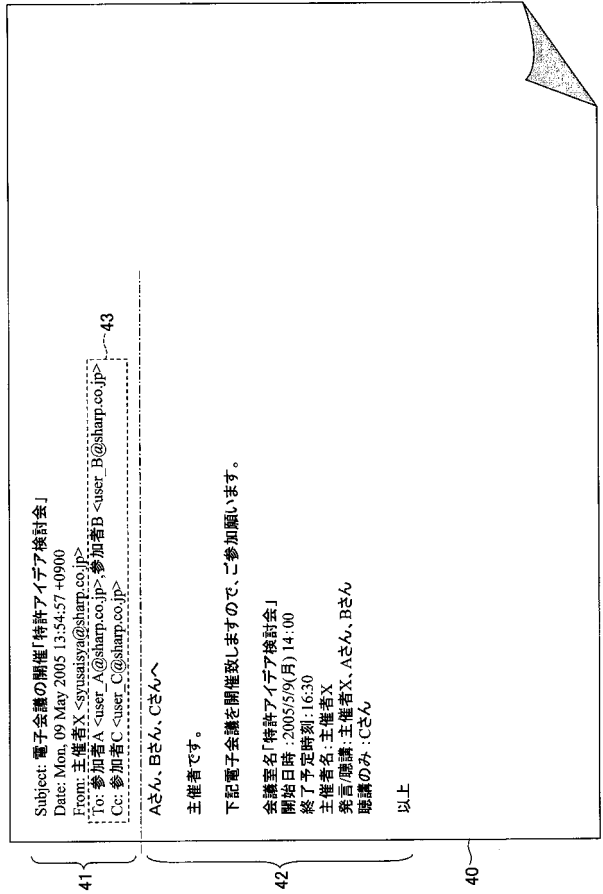 Subject: 電子会議の開催「特許アイデア検討会」
Date: Mon, 09 May 2005 13:54:57 +0900
From: 主催者X <syusaisya@sharp.co.jp>
To: 参加者A <user_A@sharp.co.jp>,参加者B <user_B@sharp.co.jp>
Cc: 参加者C <user_C@sharp.co.jp>
43
41
Aさん、Bさん、Cさんへ
主催者です。
下記電子会議を開催致しますので、ご参加願います。
会議室名「特許アイデア検討会」
開始日時：2005/5/9(月) 14:00
終了予定時刻：16:30
主催者名：主催者X
発言/聴講：主催者X、Aさん、Bさん
聴講のみ：Cさん
以上
42
40